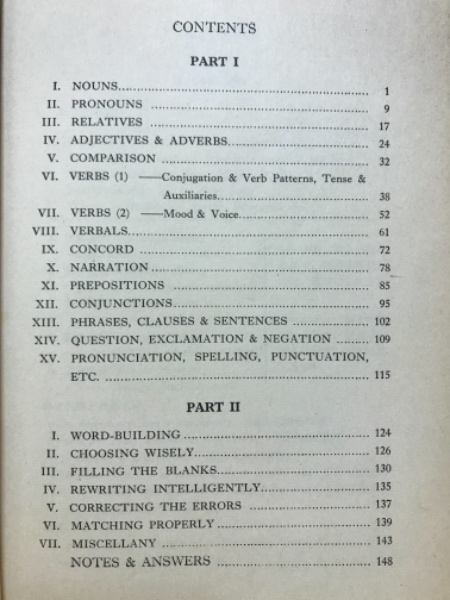 CONTENTS
PART I
I. NOUNS........................................................ 1
II. PRONOUNS ................................................ 9
III. RELATIVES ................................................ 17
IV. ADJECTIVES & ADVERBS................................ 24
V. COMPARISON ............................................ 32
VI. VERBS (1) ——Conjugation & Verb Patterns, Tense &
Auxiliaries................................ 38
VII. VERBS (2) ——Mood & Voice............................ 52
VIII. VERBALS.................................................... 61
IX. CONCORD ................................................ 72
X. NARRATION................................................ 78
XI. PREPOSITIONS ............................................ 85
XII. CONJUNCTIONS............................................ 95
XIII. PHRASES, CLAUSES & SENTENCES .................... 102
XIV. QUESTION, EXCLAMATION & NEGATION ............ 109
XV. PRONUNCIATION, SPELLING, PUNCTUATION,
ETC. ........................................................ 115
PART II
I. WORD-BUILDING ........................................ 124
II. CHOOSING WISELY........................................ 126
III. FILLING THE BLANKS.................................... 130
IV. REWRITING INTELLIGENTLY............................ 135
V. CORRECTING THE ERRORS ............................ 137
VI. MATCHING PROPERLY.................................... 139
VII. MISCELLANY ............................................ 143
NOTES & ANSWERS .................................... 148